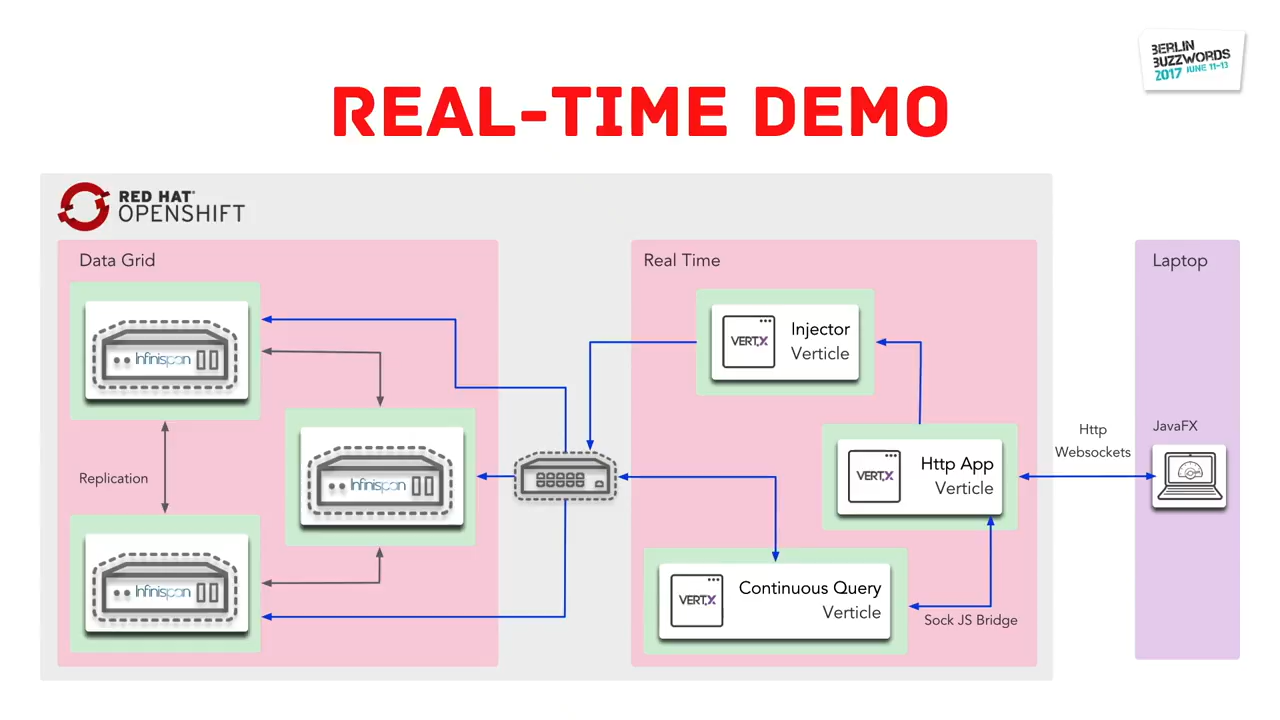 BERLIN
BUZZWORDS
2017 JUNE 11-13
REAL-TIME DEMO
RED HAT®
OPENSHIFT
Data Grid
Infinispan
Replication
Infinispan
Infinispan
Real Time
VERT.X
Injector
Verticle
VERT.X
Http App
Verticle
VERT.X
Continuous Query
Verticle
Sock JS Bridge
Http
Websockets
Laptop
JavaFX